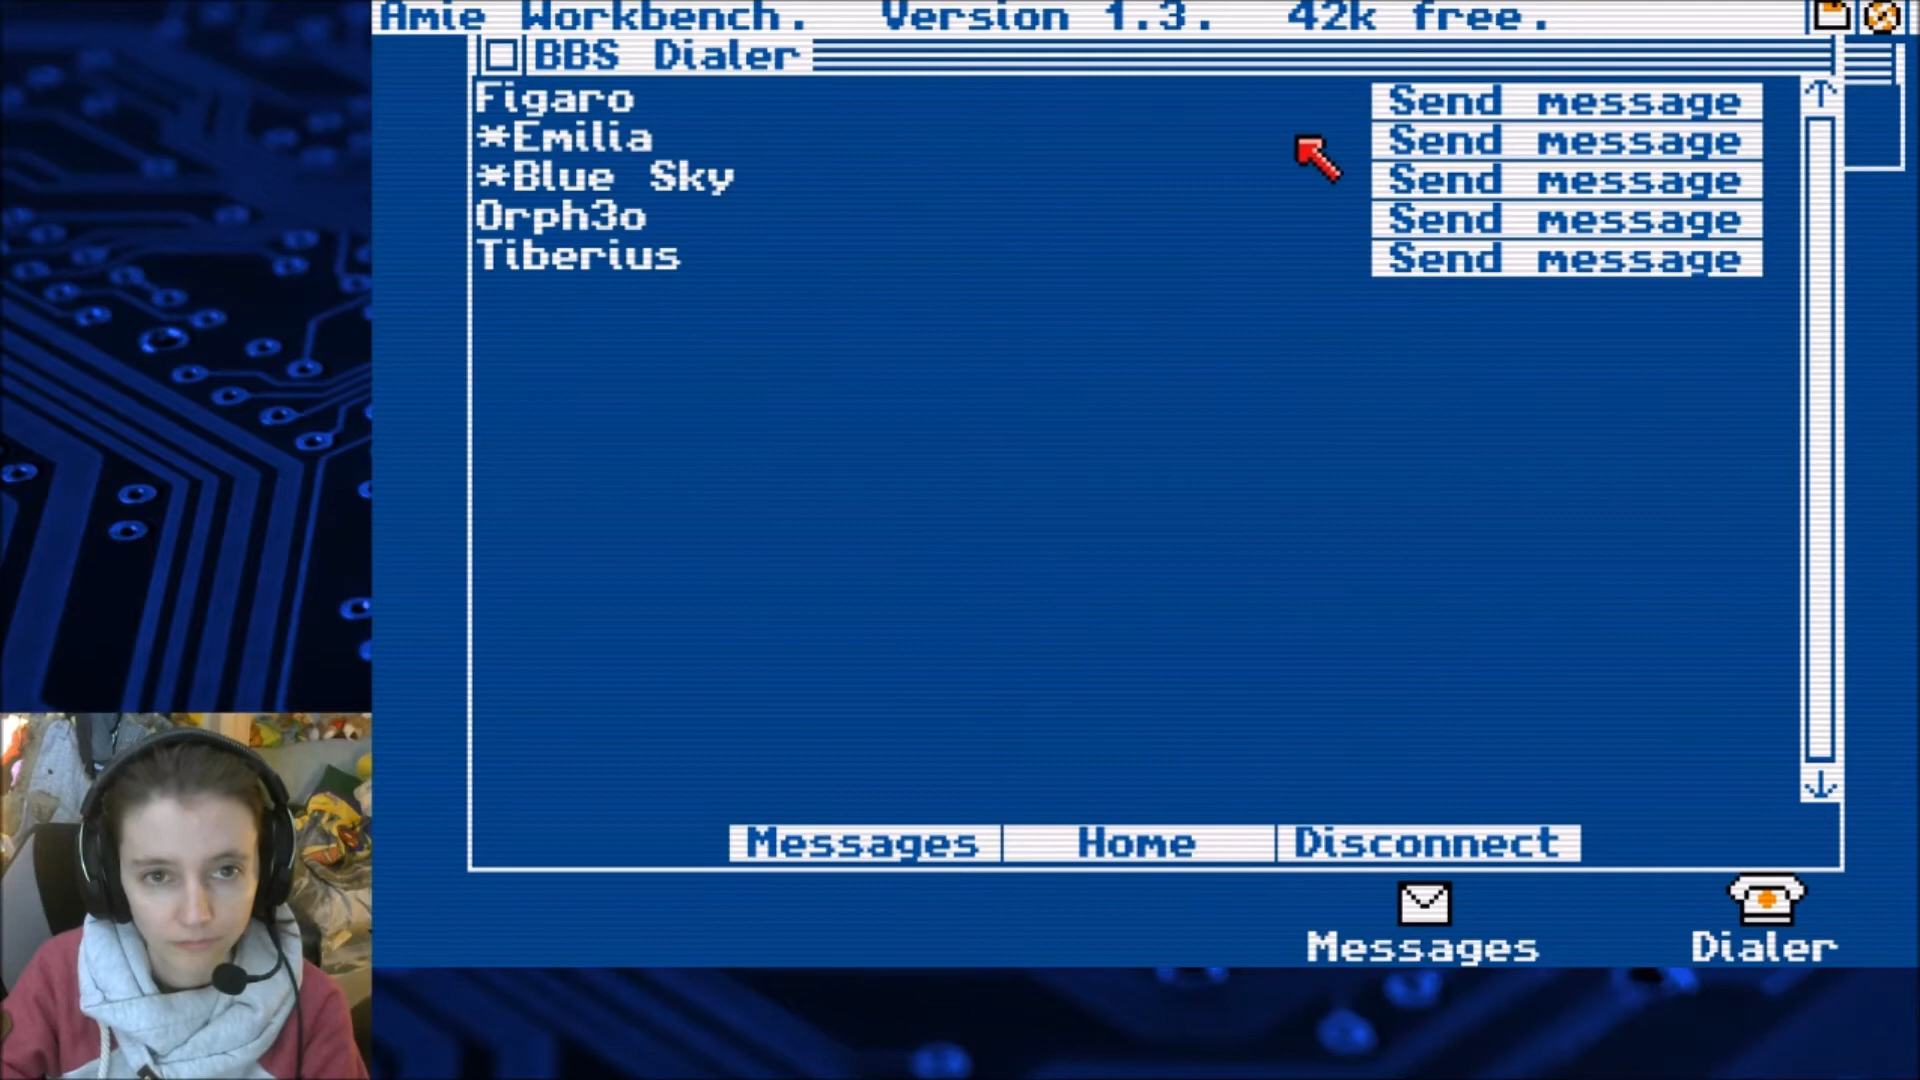 Amie Workbench. Version 1.3. 42k free.
BBS Dialer
Figaro Send message
*Emilia Send message
*Blue Sky Send message
Orph3o Send message
Tiberius Send message
Messages Home Disconnect
Messages Dialer